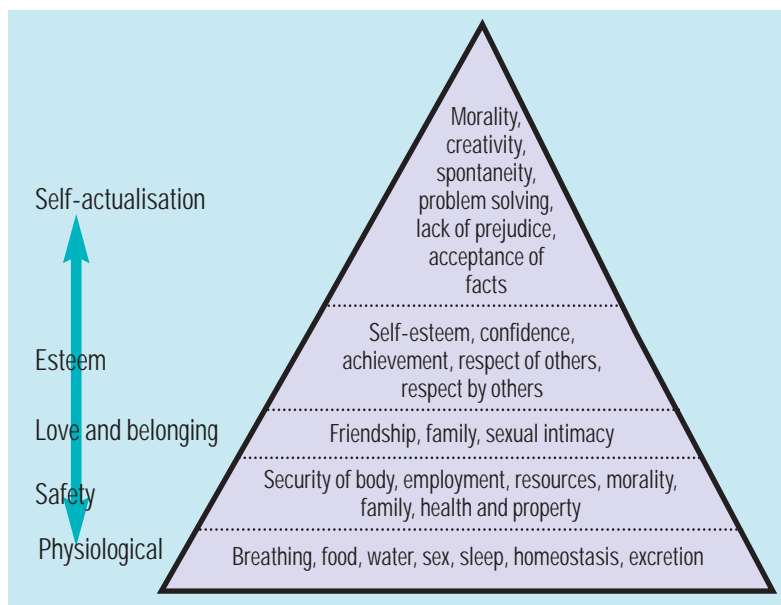 Self-actualisation
Morality,
creativity,
spontaneity,
problem solving,
lack of prejudice,
acceptance of
facts
Esteem
Self-esteem, confidence,
achievement, respect of others,
respect by others
Love and belonging
Friendship, family, sexual intimacy
Safety
Security of body, employment, resources, morality,
family, health and property
Physiological
Breathing, food, water, sex, sleep, homeostasis, excretion